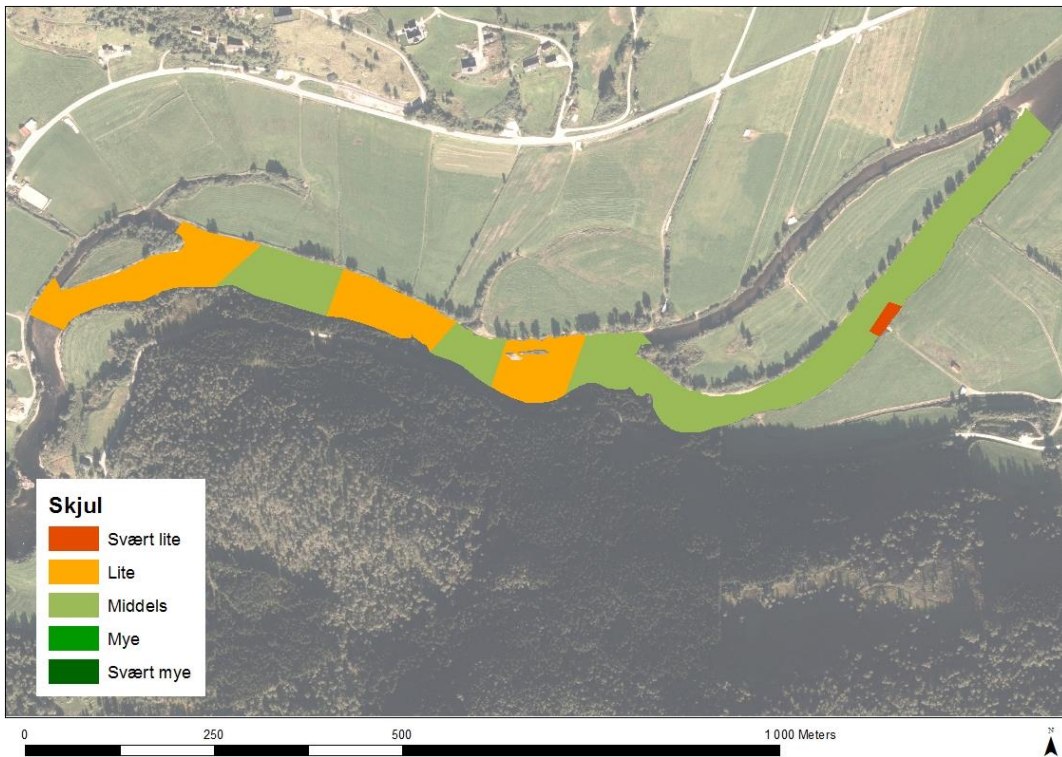 Skjul
Svært lite
Lite
Middels
Mye
Svært mye
0 250 500 1 000 Meters
N